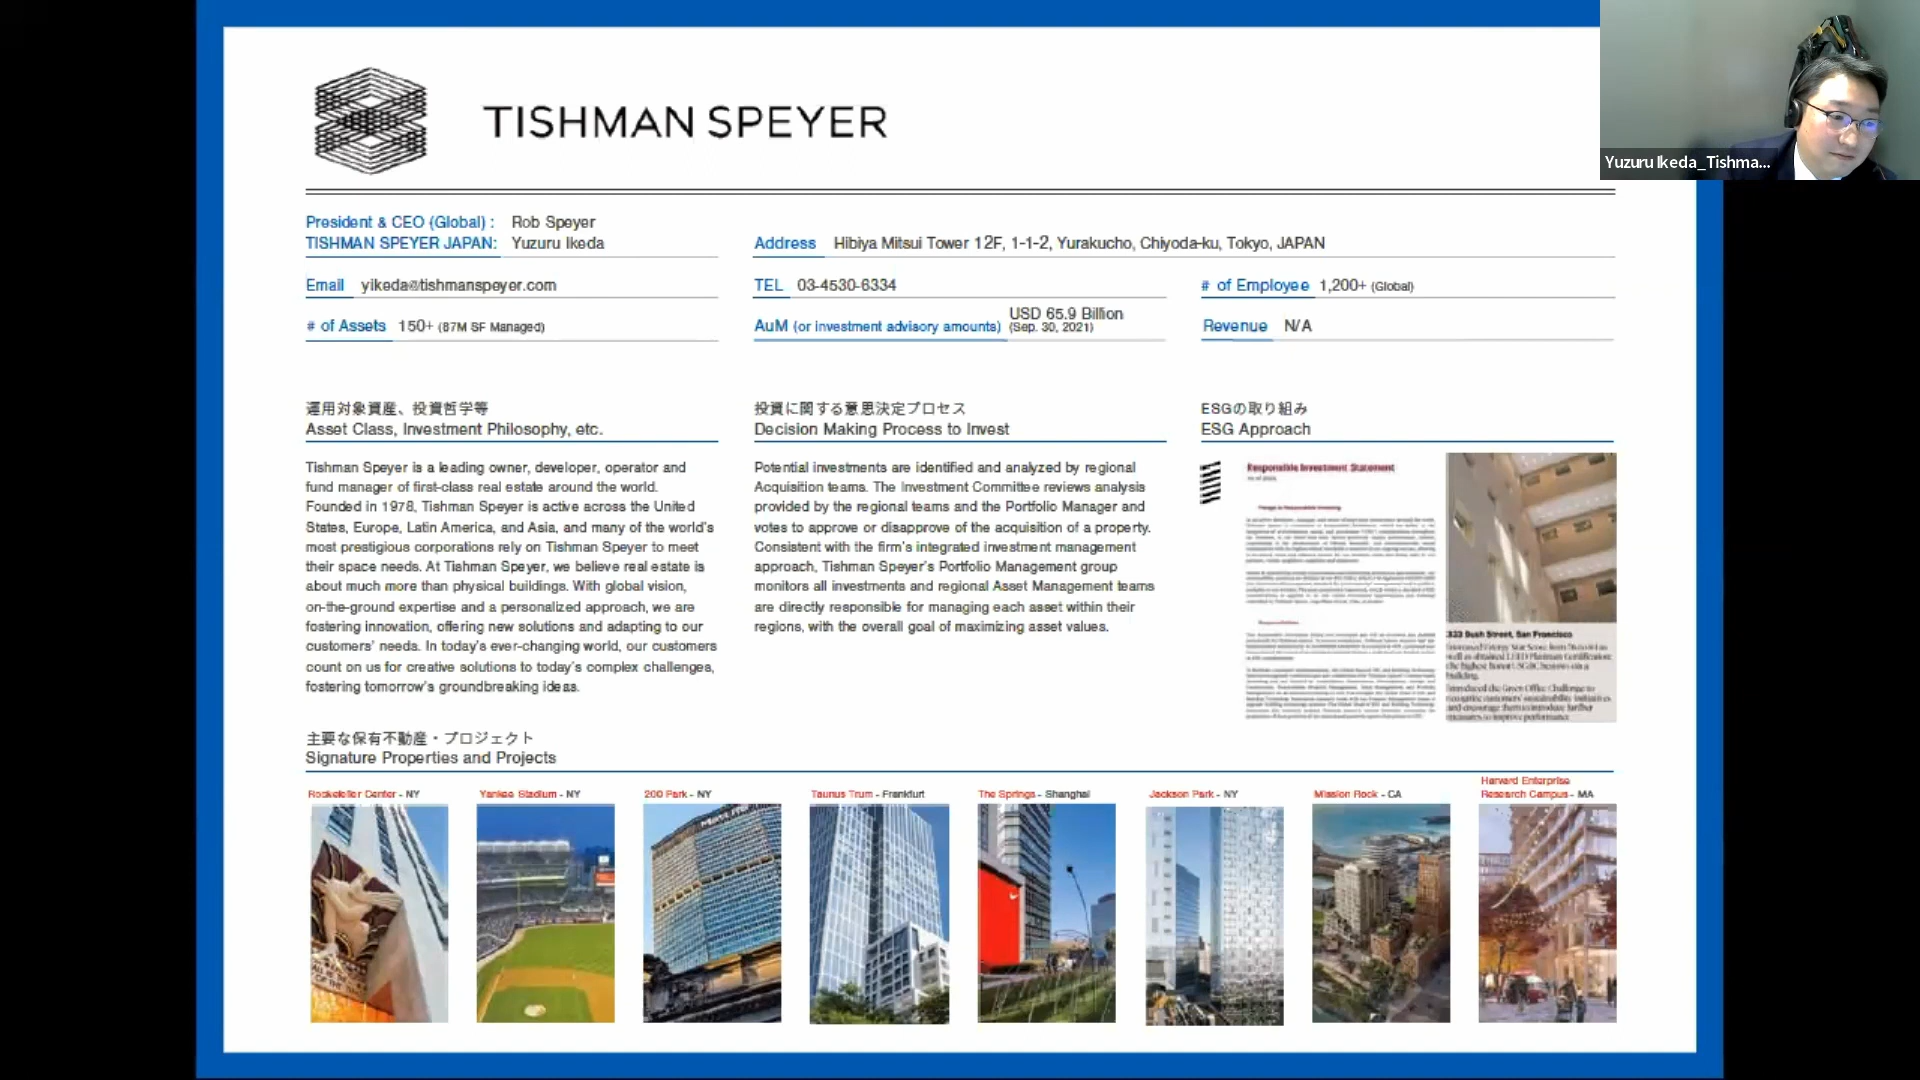 TISHMAN SPEYER
Yuzuru Ikeda_Tishma...
President & CEO (Global) : Rob Speyer
TISHMAN SPEYER JAPAN: Yuzuru Ikeda
Address Hibiya Mitsui Tower 12F, 1-1-2, Yurakucho, Chiyoda-ku, Tokyo, JAPAN
Email yikeda@tishmanspeyer.com
TEL 03-4530-6334
# of Employee 1,200+ (Global)
# of Assets 150+ (87M SF Managed)
AuM (or investment advisory amounts) USD 65.9 Billion
(Sep. 30, 2021)
Revenue N/A
運用対象資産、投資哲学等
Asset Class, Investment Philosophy, etc.
Tishman Speyer is a leading owner, developer, operator and
fund manager of first-class real estate around the world.
Founded in 1978, Tishman Speyer is active across the United
States, Europe, Latin America, and Asia, and many of the world's
most prestigious corporations rely on Tishman Speyer to meet
their space needs. At Tishman Speyer, we believe real estate is
about much more than physical buildings. With global vision,
on-the-ground expertise and a personalized approach, we are
fostering innovation, offering new solutions and adapting to our
customers' needs. In today's ever-changing world, our customers
count on us for creative solutions to today's complex challenges,
fostering tomorrow's groundbreaking ideas.
投資に関する意思決定プロセス
Decision Making Process to Invest
Potential investments are identified and analyzed by regional
Acquisition teams. The Investment Committee reviews analysis
provided by the regional teams and the Portfolio Manager and
votes to approve or disapprove of the acquisition of a property.
Consistent with the firm's integrated investment management
approach, Tishman Speyer's Portfolio Management group
monitors all investments and regional Asset Management teams
are directly responsible for managing each asset within their
regions, with the overall goal of maximizing asset values.
ESGの取り組み
ESG Approach
Responsible Investment Statement
333 Bush Street, San Francisco
主要な保有不動産・プロジェクト
Signature Properties and Projects
Rockefeller Center - NY
Yankee Stadium - NY
200 Park - NY
Taunus Trum - Frankfurt
The Springs - Shanghai
Jackson Park - NY
Mission Rock - CA
Harvard Enterprise
Research Campus - MA